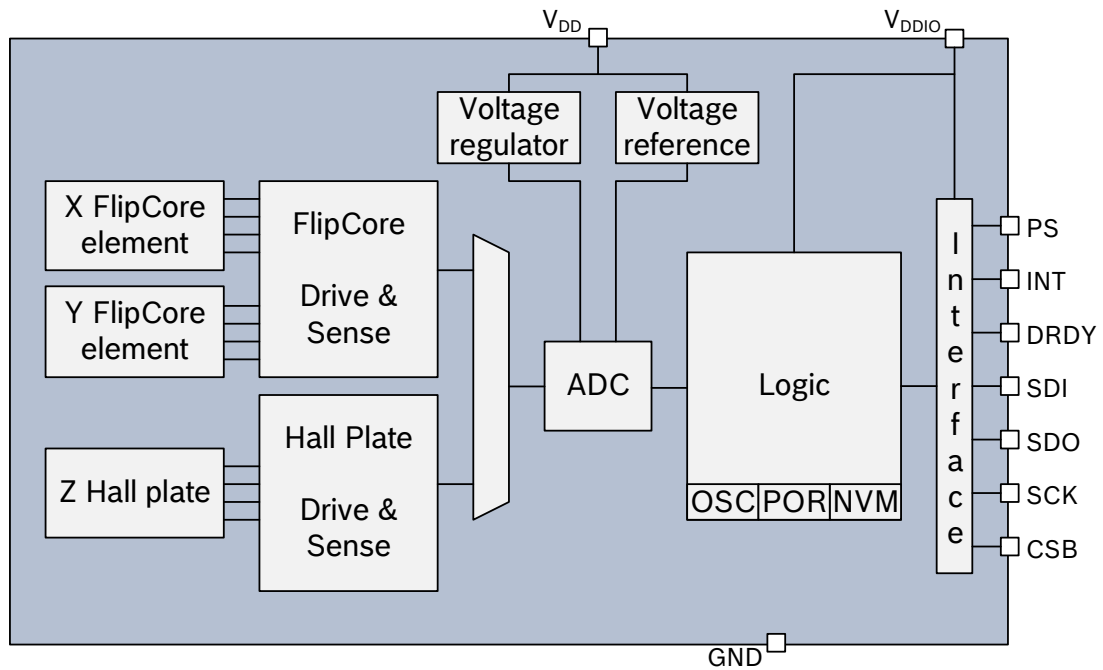 VDD
VDDIO
Voltage
regulator
Voltage
reference
X FlipCore
element
Y FlipCore
element
Z Hall plate
FlipCore
Drive &
Sense
Hall Plate
Drive &
Sense
ADC
Logic
OSC
POR
NVM
Interface
PS
INT
DRDY
SDI
SDO
SCK
CSB
GND